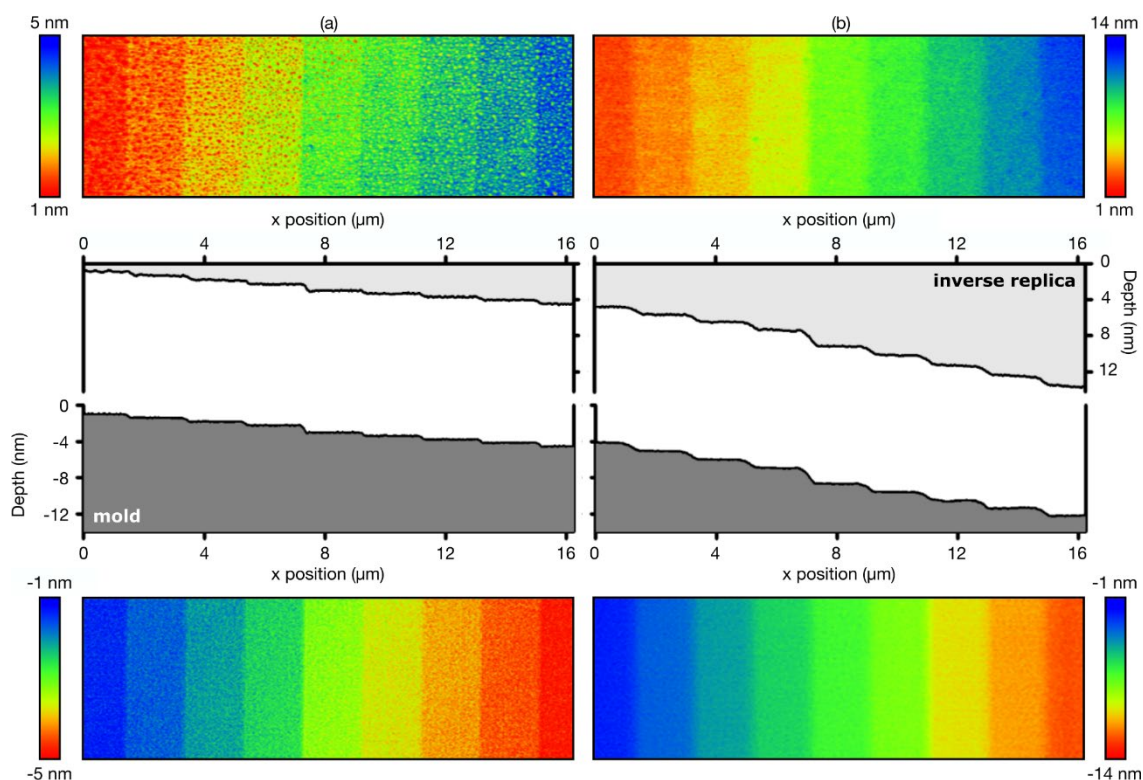 5 nm (a) (b) 14 nm
1 nm 1 nm
x position (µm) x position (µm)
0 4 8 12 16 0 4 8 12 16
0
4
8
12
Depth (nm)
inverse replica
0
-4
-8
-12
Depth (nm)
mold
0 4 8 12 16 0 4 8 12 16
x position (µm) x position (µm)
-1 nm -1 nm
-5 nm -14 nm